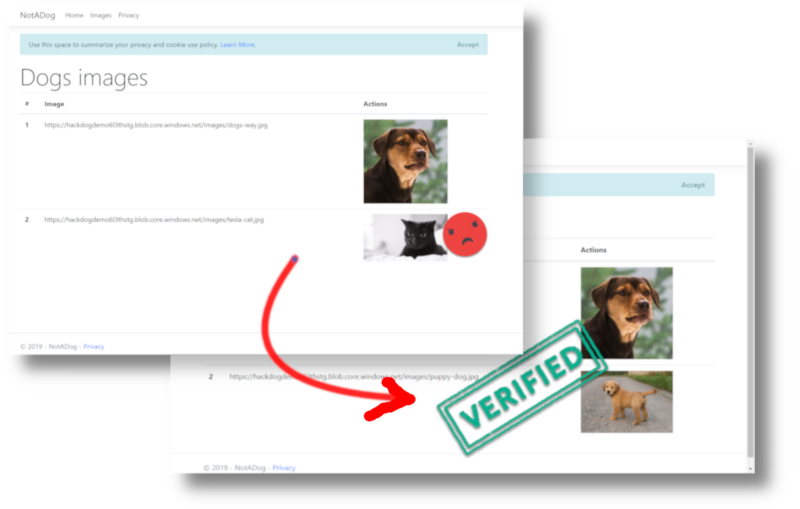 NotADog Home Images Privacy
Use this space to summarize your privacy and cookie use policy. Learn More. Accept
Dogs images
# Image Actions
1 https://hackdogdemo6l3thstg.blob.core.windows.net/images/dogs-way.jpg
2 https://hackdogdemo6l3thstg.blob.core.windows.net/images/tesla-cat.jpg
© 2019 - NotADog - Privacy
Accept
Actions
2 https://hackdogdemo6l3thstg.blob.core.windows.net/images/puppy-dog.jpg
VERIFIED
© 2019 - NotADog - Privacy